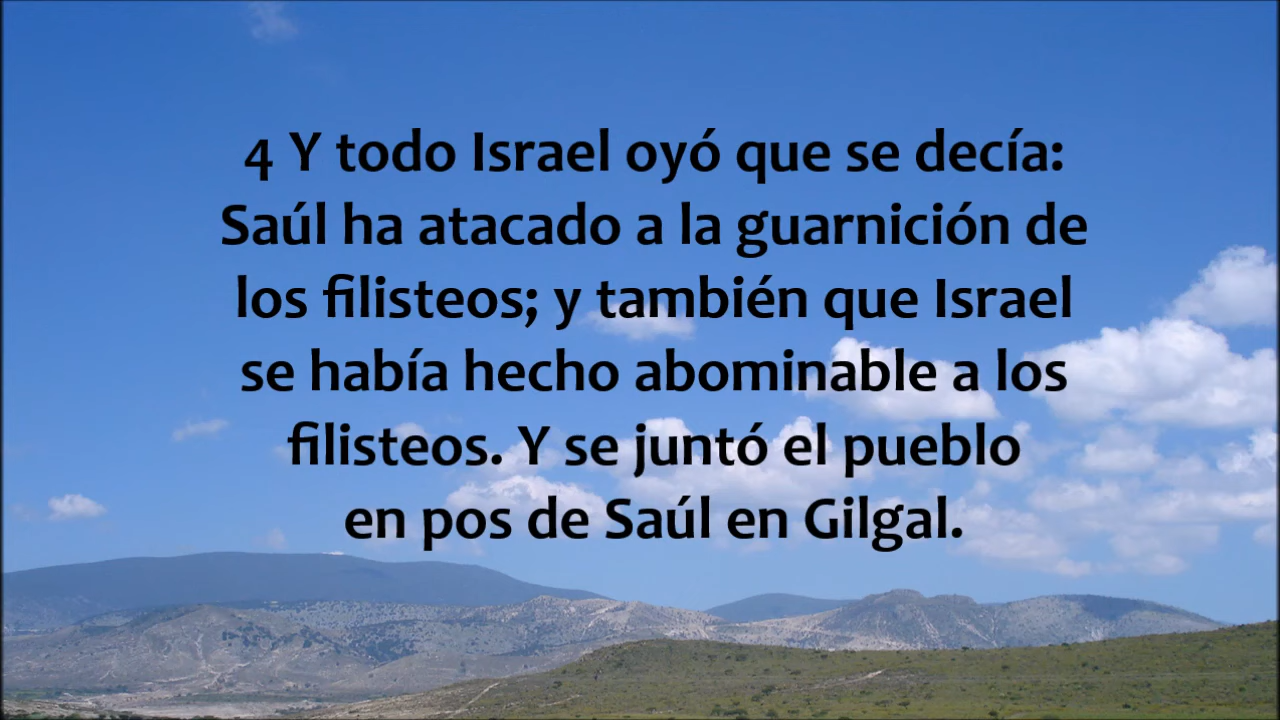 4 Y todo Israel oyó que se decía:
Saúl ha atacado a la guarnición de
los filisteos; y también que Israel
se había hecho abominable a los
filisteos. Y se juntó el pueblo
en pos de Saúl en Gilgal.